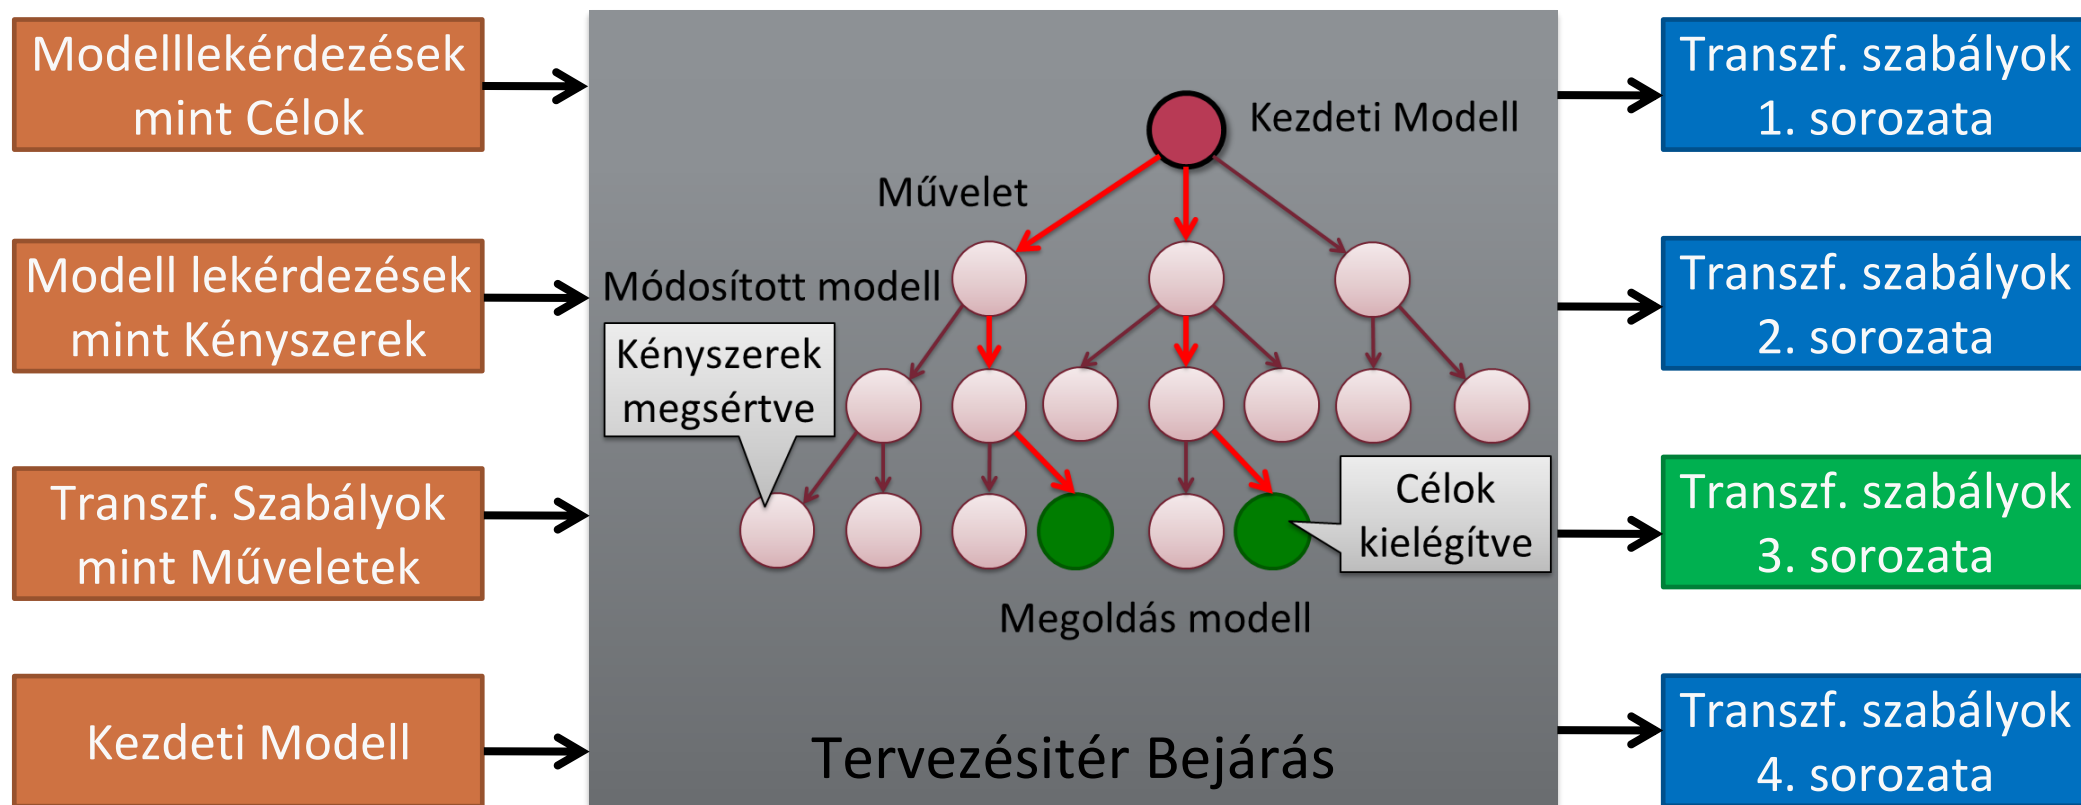 Modelllekérdezések
mint Célok
Modell lekérdezések
mint Kényszerek
Transzf. Szabályok
mint Műveletek
Kezdeti Modell
Kezdeti Modell
Művelet
Módosított modell
Kényszerek
megsértve
Célok
kielégítve
Megoldás modell
Tervezésitér Bejárás
Transzf. szabályok
1. sorozata
Transzf. szabályok
2. sorozata
Transzf. szabályok
3. sorozata
Transzf. szabályok
4. sorozata